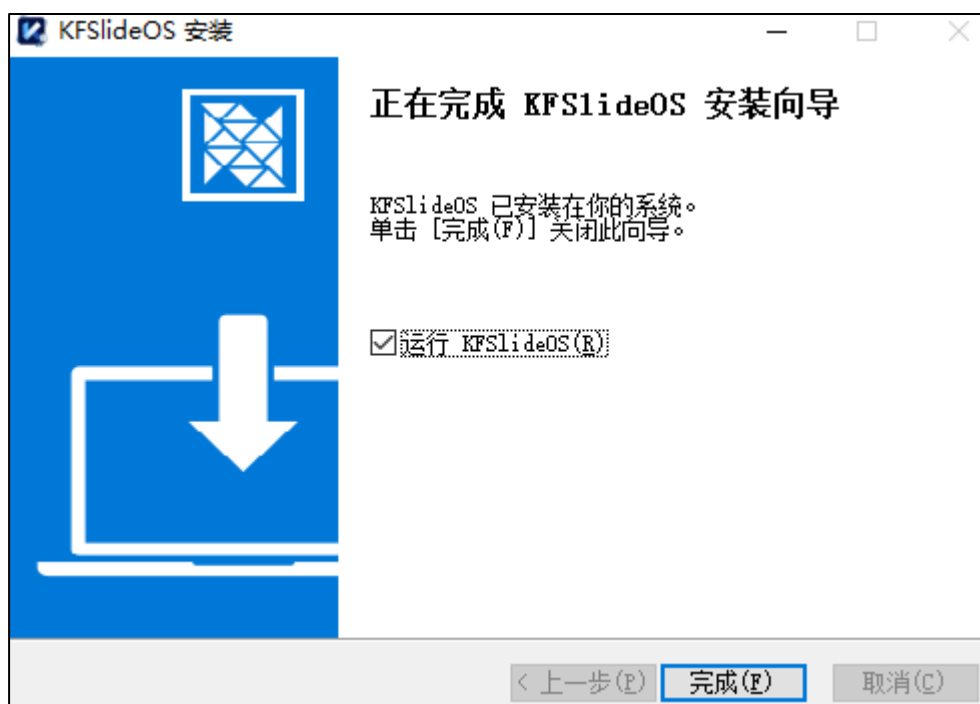 KFSlideOS 安装
正在完成 KFSlideOS 安装向导
KFSlideOS 已安装在你的系统。
单击 [完成(F)] 关闭此向导。
运行 KFSlideOS(R)
< 上一步(P)
完成(F)
取消(C)